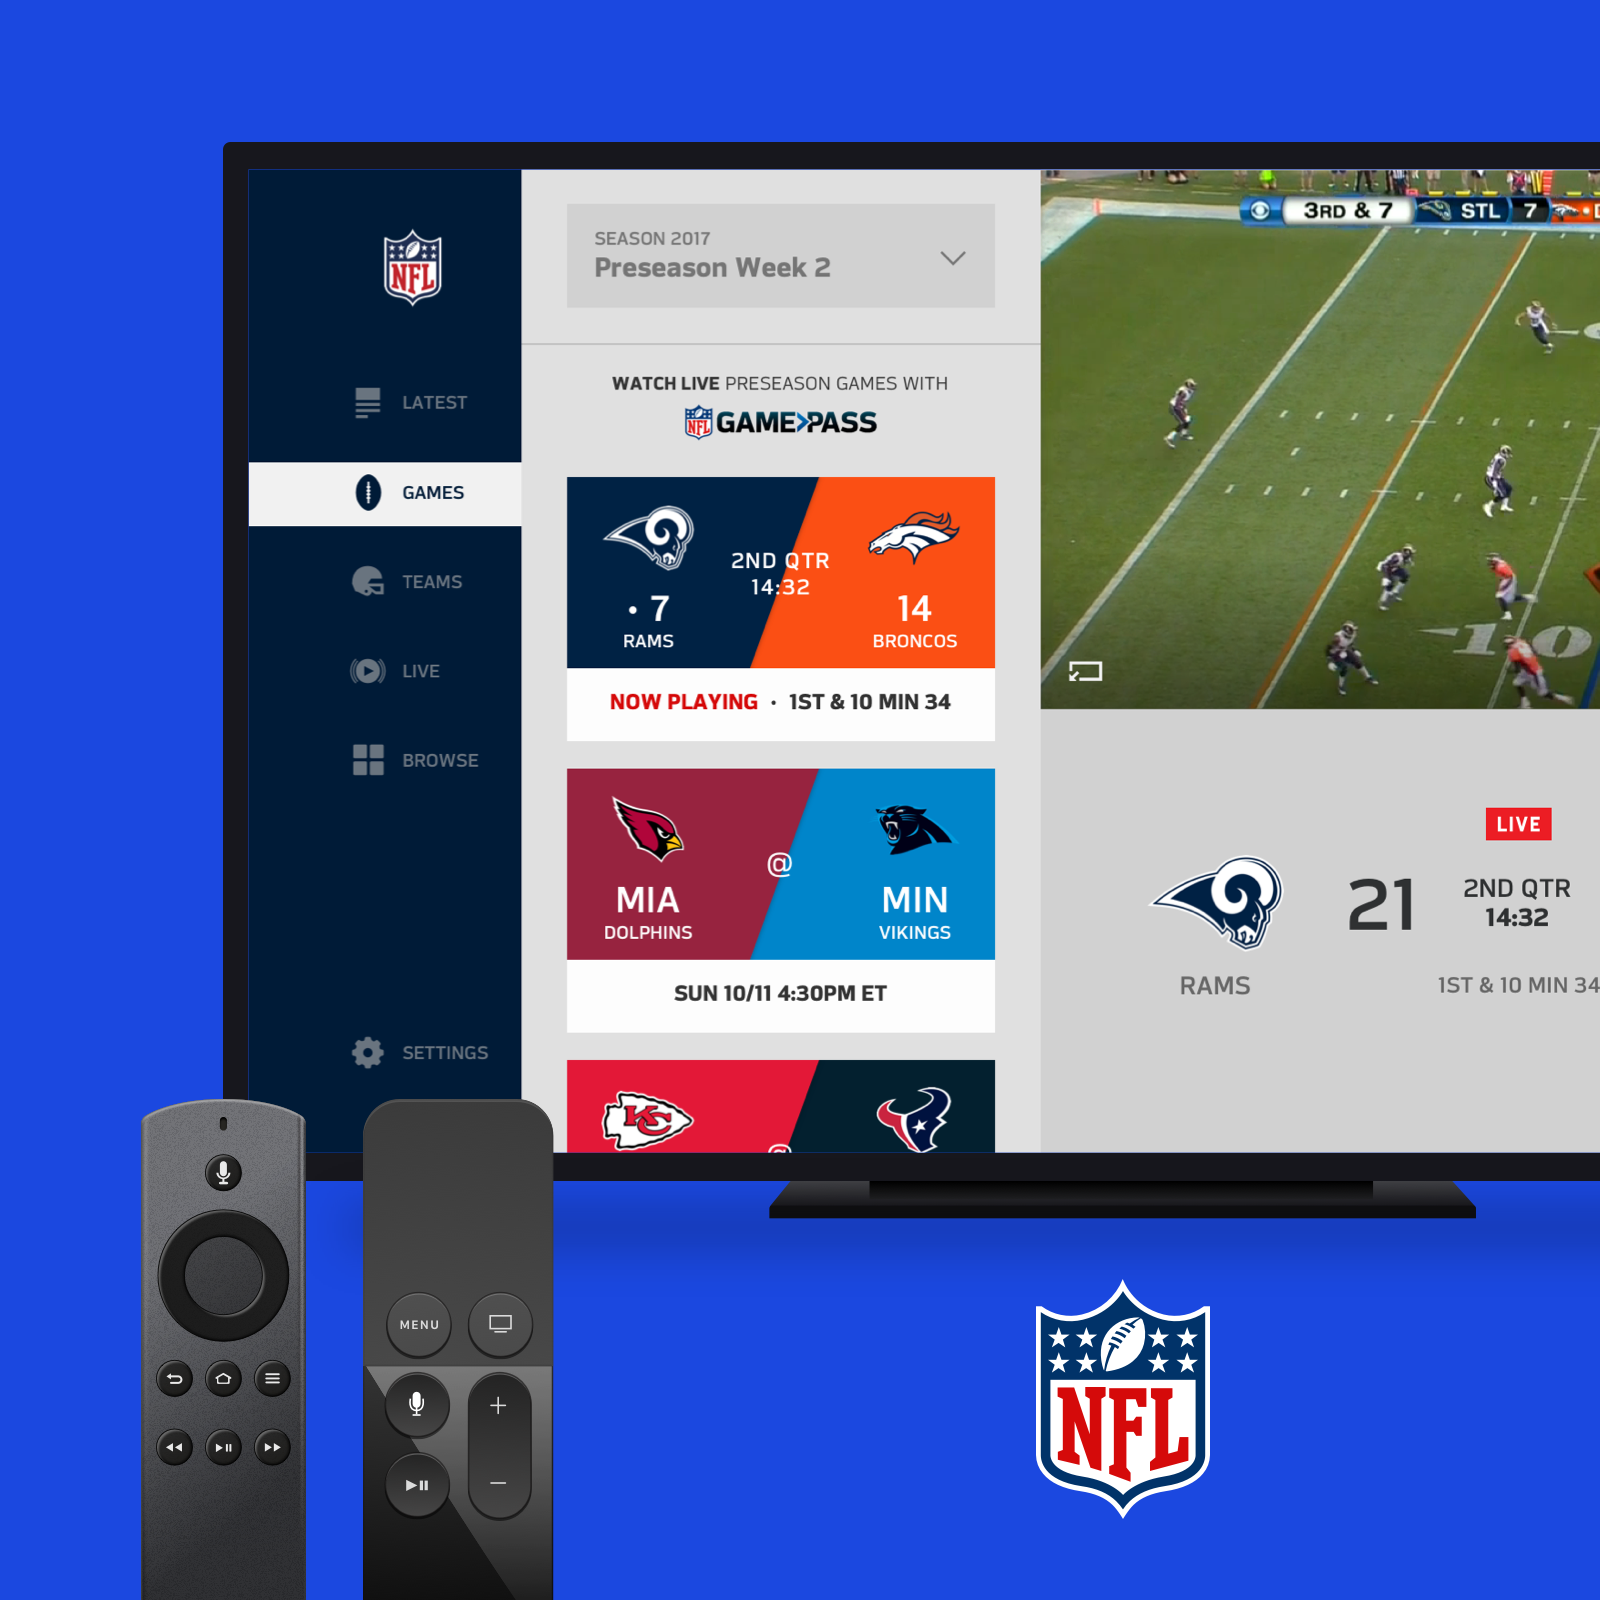 NFL
LATEST
GAMES
TEAMS
LIVE
BROWSE
SETTINGS
SEASON 2017
Preseason Week 2
WATCH LIVE PRESEASON GAMES WITH
NFL GAME PASS
2ND QTR
14:32
· 7
14
RAMS
BRONCOS
NOW PLAYING · 1ST & 10 MIN 34
@
MIA
MIN
DOLPHINS
VIKINGS
SUN 10/11 4:30PM ET
KC
3RD & 7 STL 7
10
LIVE
21
2ND QTR
14:32
RAMS
1ST & 10 MIN 34
MENU
NFL